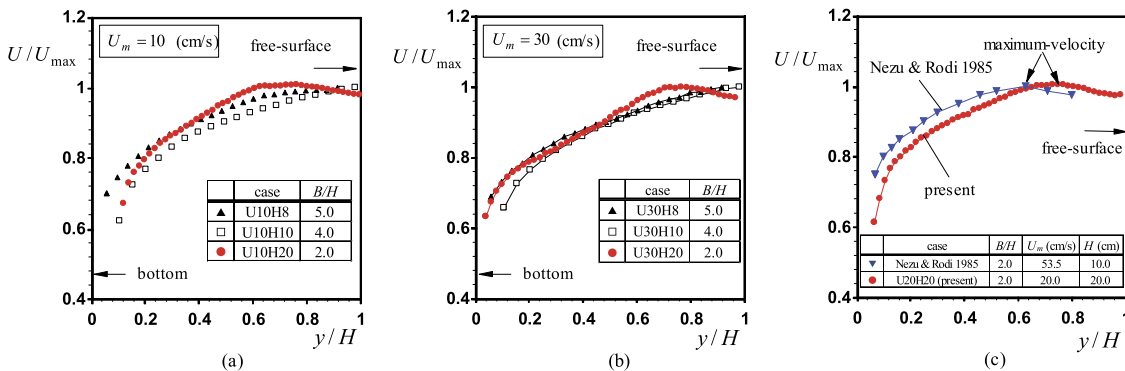 1.2
U_m = 10 (cm/s)
free-surface
U / U_max
1
0.8
case B/H
U10H8 5.0
U10H10 4.0
U10H20 2.0
0.6
bottom
0.4
0 0.2 0.4 0.6 0.8 1
y/H
(a)
1.2
U_m = 30 (cm/s)
free-surface
U / U_max
1
0.8
case B/H
U30H8 5.0
U30H10 4.0
U30H20 2.0
0.6
bottom
0.4
0 0.2 0.4 0.6 0.8 1
y/H
(b)
1.2
maximum-velocity
U / U_max
Nezu & Rodi 1985
1
free-surface
0.8
present
0.6
case B/H U_m (cm/s) H (cm)
Nezu & Rodi 1985 2.0 53.5 10.0
U20H20 (present) 2.0 20.0 20.0
0.4
0 0.2 0.4 0.6 0.8 1
y/H
(c)